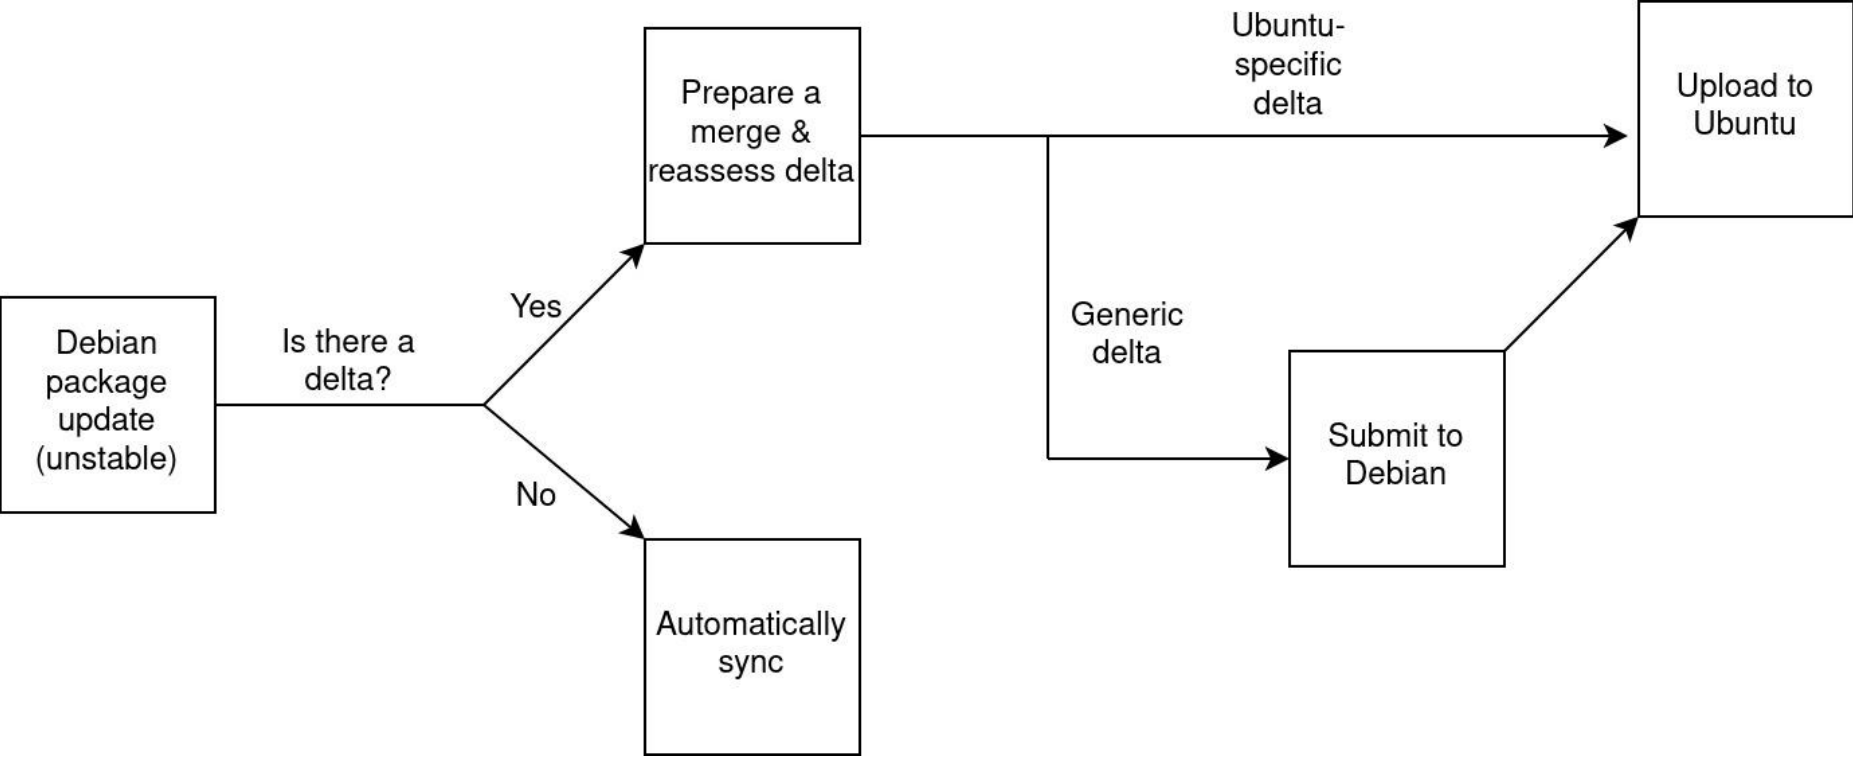 Debian
package
update
(unstable)
Is there a
delta?
Yes
No
Prepare a
merge &
reassess delta
Automatically
sync
Ubuntu-
specific
delta
Generic
delta
Submit to
Debian
Upload to
Ubuntu